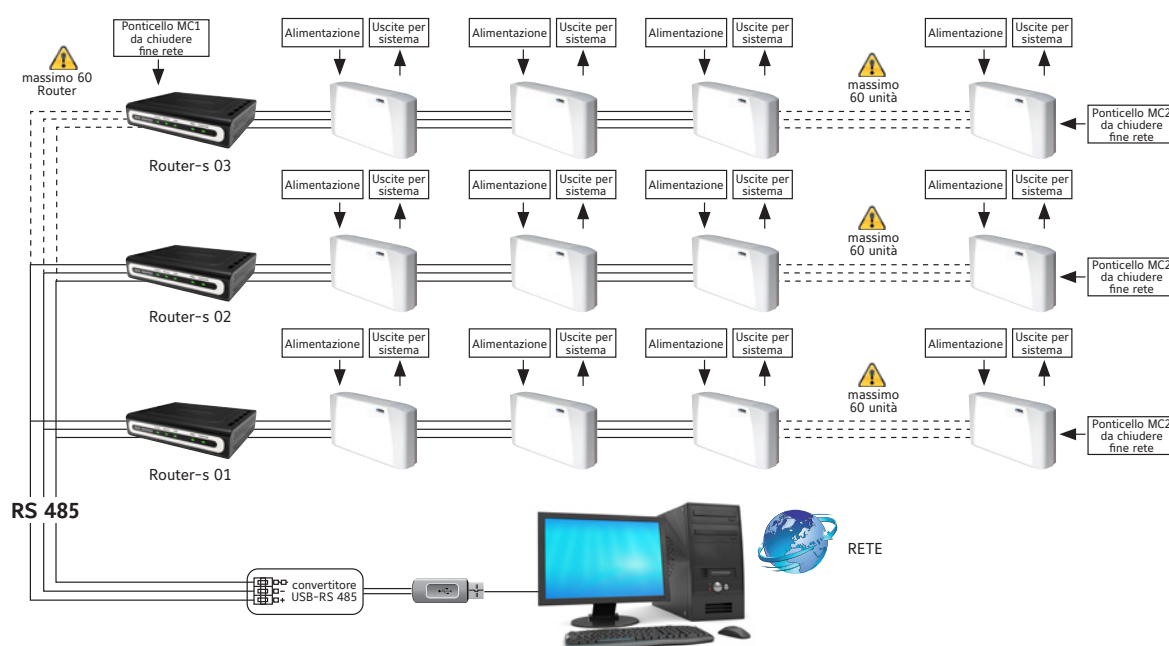 Ponticello MC1
da chiudere
fine rete
Alimentazione
Uscite per
sistema
Alimentazione
Uscite per
sistema
Alimentazione
Uscite per
sistema
Alimentazione
Uscite per
sistema
massimo 60
Router
massimo
60 unità
Ponticello MC2
da chiudere
fine rete
Router-s 03
Alimentazione
Uscite per
sistema
Alimentazione
Uscite per
sistema
Alimentazione
Uscite per
sistema
Alimentazione
Uscite per
sistema
massimo
60 unità
Ponticello MC2
da chiudere
fine rete
Router-s 02
Alimentazione
Uscite per
sistema
Alimentazione
Uscite per
sistema
Alimentazione
Uscite per
sistema
Alimentazione
Uscite per
sistema
massimo
60 unità
Ponticello MC2
da chiudere
fine rete
Router-s 01
RS 485
RETE
convertitore
USB-RS 485
-
+